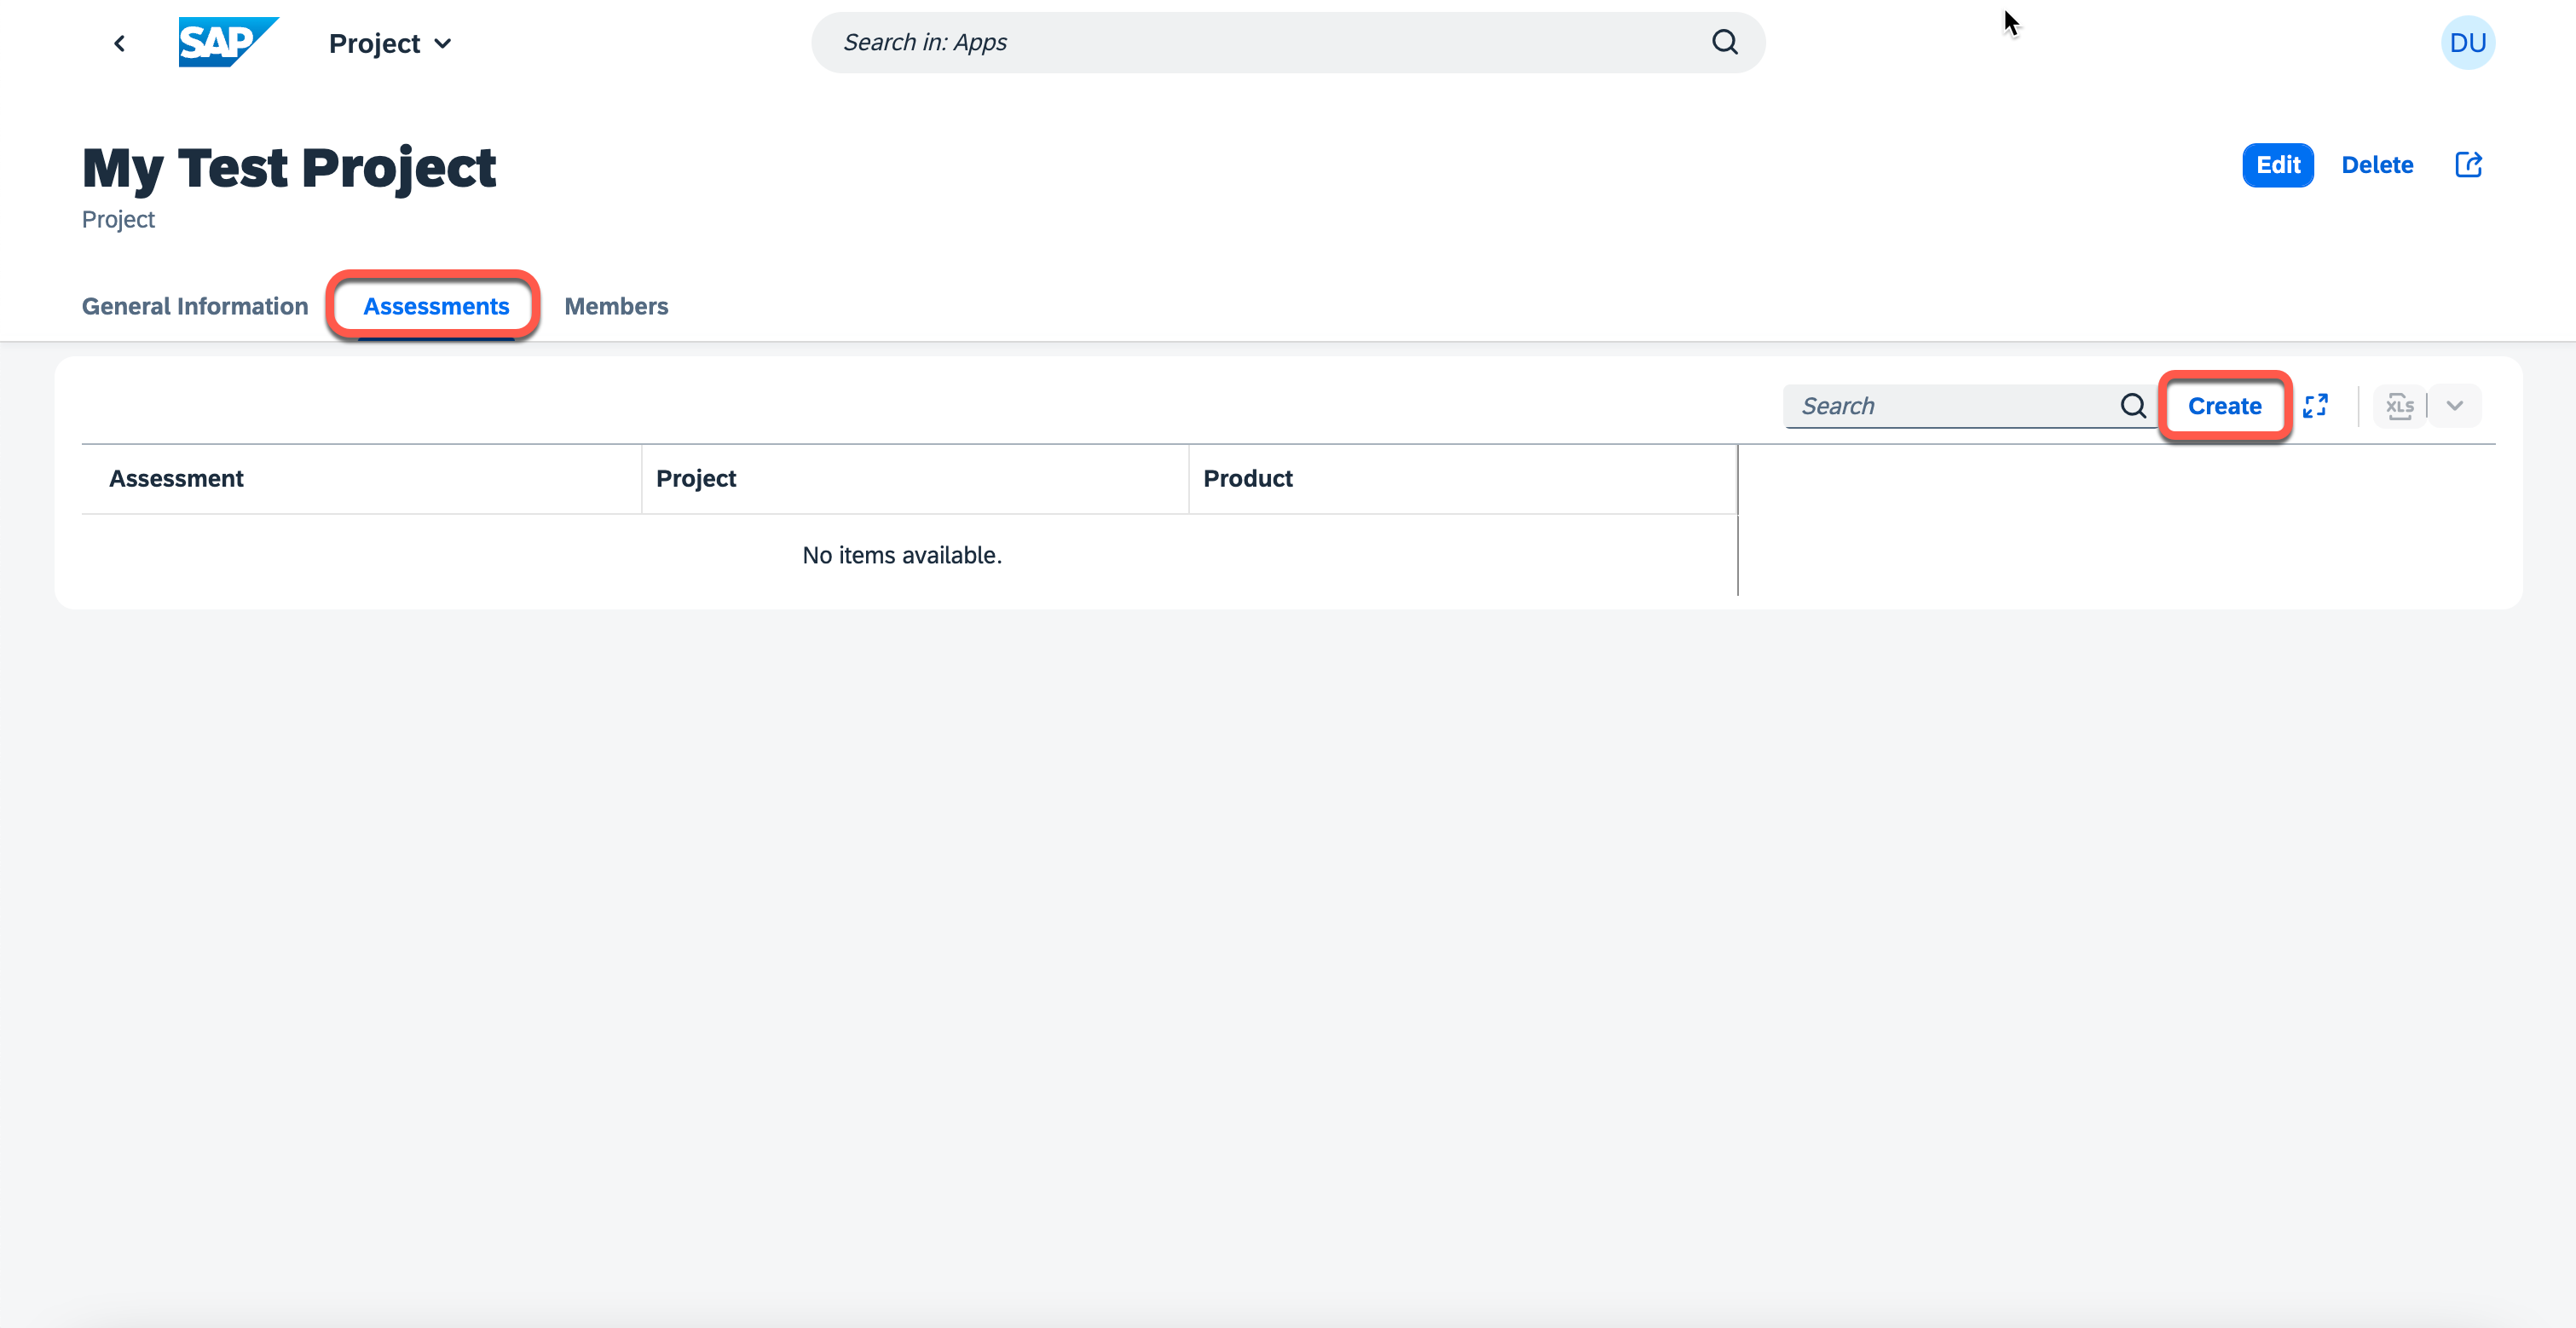 SAP Project Search in: Apps DU
My Test Project
Edit Delete
Project
General Information Assessments Members
Search Create XLS
Assessment Project Product
No items available.